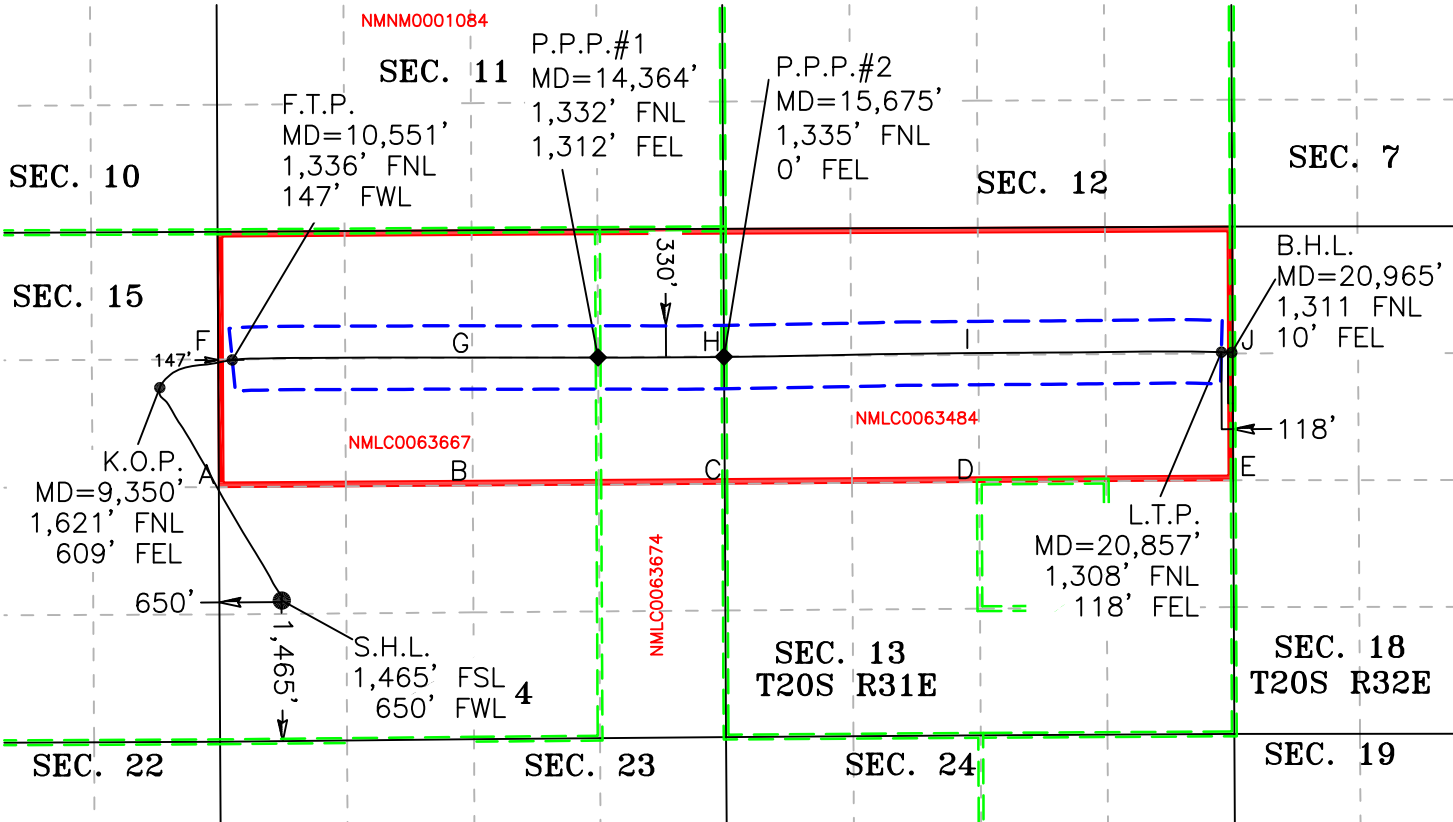 NMNM0001084
SEC. 11
P.P.P.#1
MD=14,364'
1,332' FNL
1,312' FEL
P.P.P.#2
MD=15,675'
1,335' FNL
0' FEL
F.T.P.
MD=10,551'
1,336' FNL
147' FWL
SEC. 10
SEC. 12
SEC. 7
SEC. 15
330'
B.H.L.
MD=20,965'
1,311 FNL
10' FEL
F
G
H
I
J
147'
NMLC0063667
NMLC0063484
118'
A
B
C
D
E
K.O.P.
MD=9,350'
1,621' FNL
609' FEL
L.T.P.
MD=20,857'
1,308' FNL
118' FEL
NMLC0063674
650'
1,465'
S.H.L.
1,465' FSL
650' FWL
4
SEC. 13
T20S R31E
SEC. 18
T20S R32E
SEC. 22
SEC. 23
SEC. 24
SEC. 19